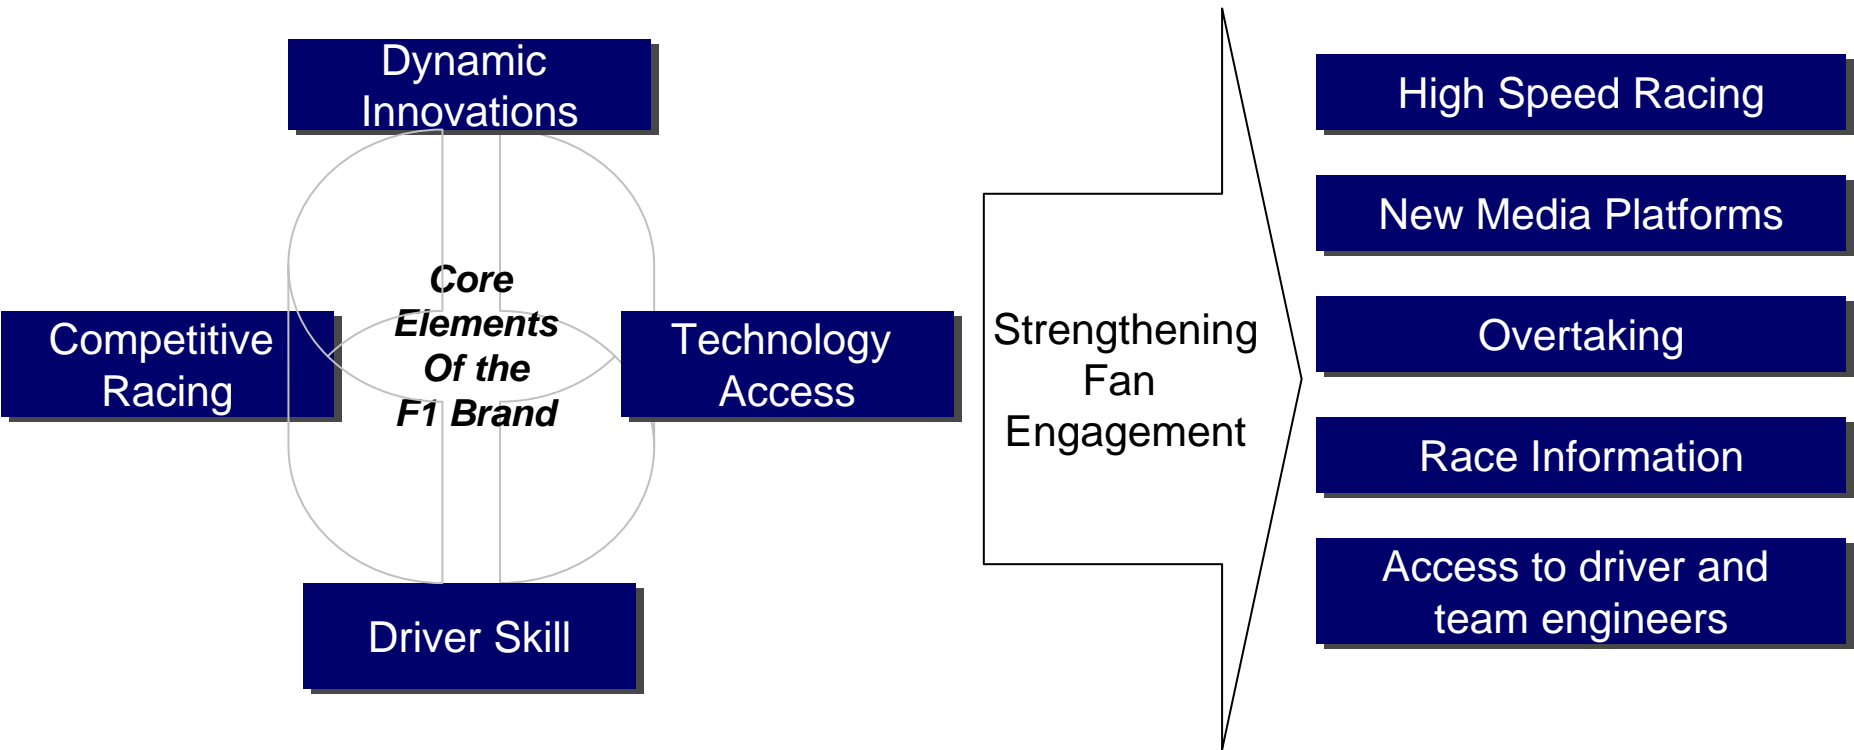 Dynamic
Innovations
Core
Elements
Of the
F1 Brand
Competitive
Racing
Technology
Access
Driver Skill
Strengthening
Fan
Engagement
High Speed Racing
New Media Platforms
Overtaking
Race Information
Access to driver and
team engineers